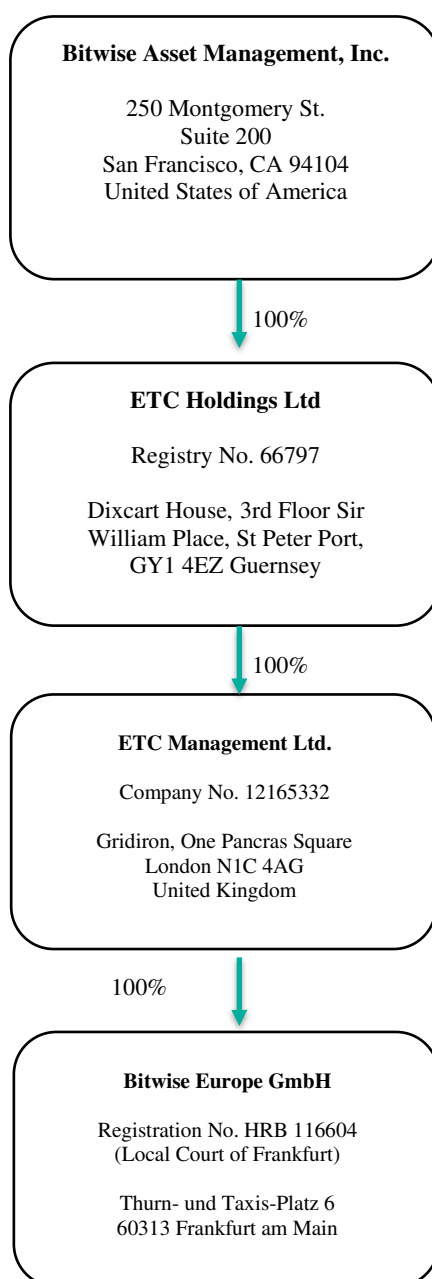 Bitwise Asset Management, Inc.
250 Montgomery St.
Suite 200
San Francisco, CA 94104
United States of America
100%
ETC Holdings Ltd
Registry No. 66797
Dixcart House, 3rd Floor Sir
William Place, St Peter Port,
GY1 4EZ Guernsey
100%
ETC Management Ltd.
Company No. 12165332
Gridiron, One Pancras Square
London N1C 4AG
United Kingdom
100%
Bitwise Europe GmbH
Registration No. HRB 116604
(Local Court of Frankfurt)
Thurn- und Taxis-Platz 6
60313 Frankfurt am Main